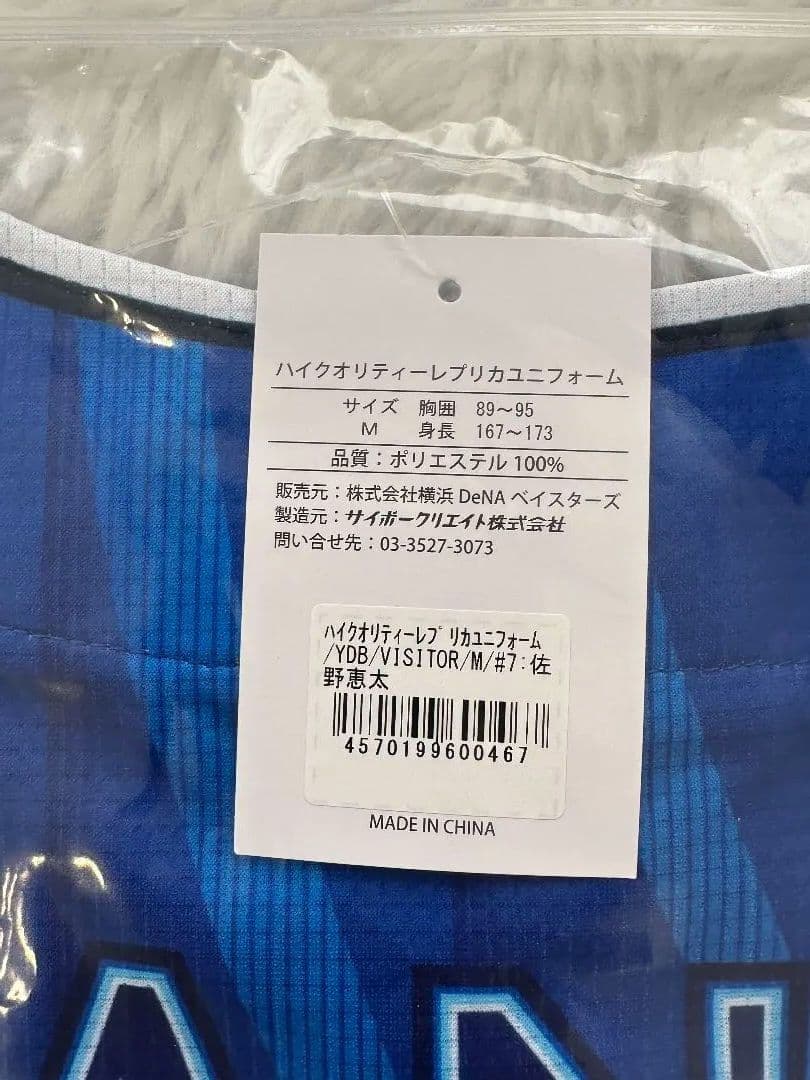 ハイクオリティーレプリカユニフォーム
サイズ 胸囲 89～95
M 身長 167～173
品質：ポリエステル 100%
販売元：株式会社横浜 DeNA ベイスターズ
製造元：サイボークリエイト株式会社
問い合せ先：03-3527-3073
ﾊｲｸｵﾘﾃｨｰﾚﾌﾟﾘｶﾕﾆﾌｫｰﾑ
/YDB/VISITOR/M/#7:佐
野恵太
4570199600467
MADE IN CHINA
AN